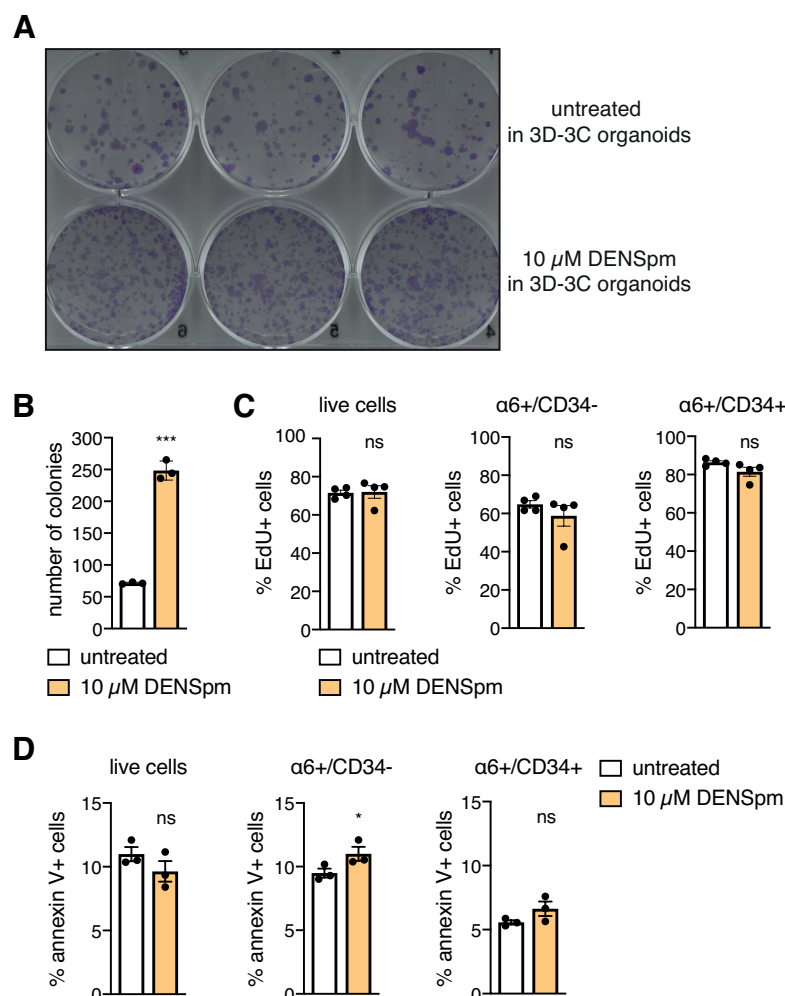 A
untreated
in 3D-3C organoids
10 µM DENSpm
in 3D-3C organoids
6
5
4
B
number of colonies
300
250
200
150
100
50
0
***
untreated
10 µM DENSpm
C
live cells
% EdU+ cells
100
80
60
40
20
0
ns
α6+/CD34-
% EdU+ cells
100
80
60
40
20
0
ns
α6+/CD34+
% EdU+ cells
100
80
60
40
20
0
ns
untreated
10 µM DENSpm
D
live cells
% annexin V+ cells
15
10
5
0
ns
α6+/CD34-
% annexin V+ cells
15
10
5
0
*
α6+/CD34+
% annexin V+ cells
15
10
5
0
ns
untreated
10 µM DENSpm